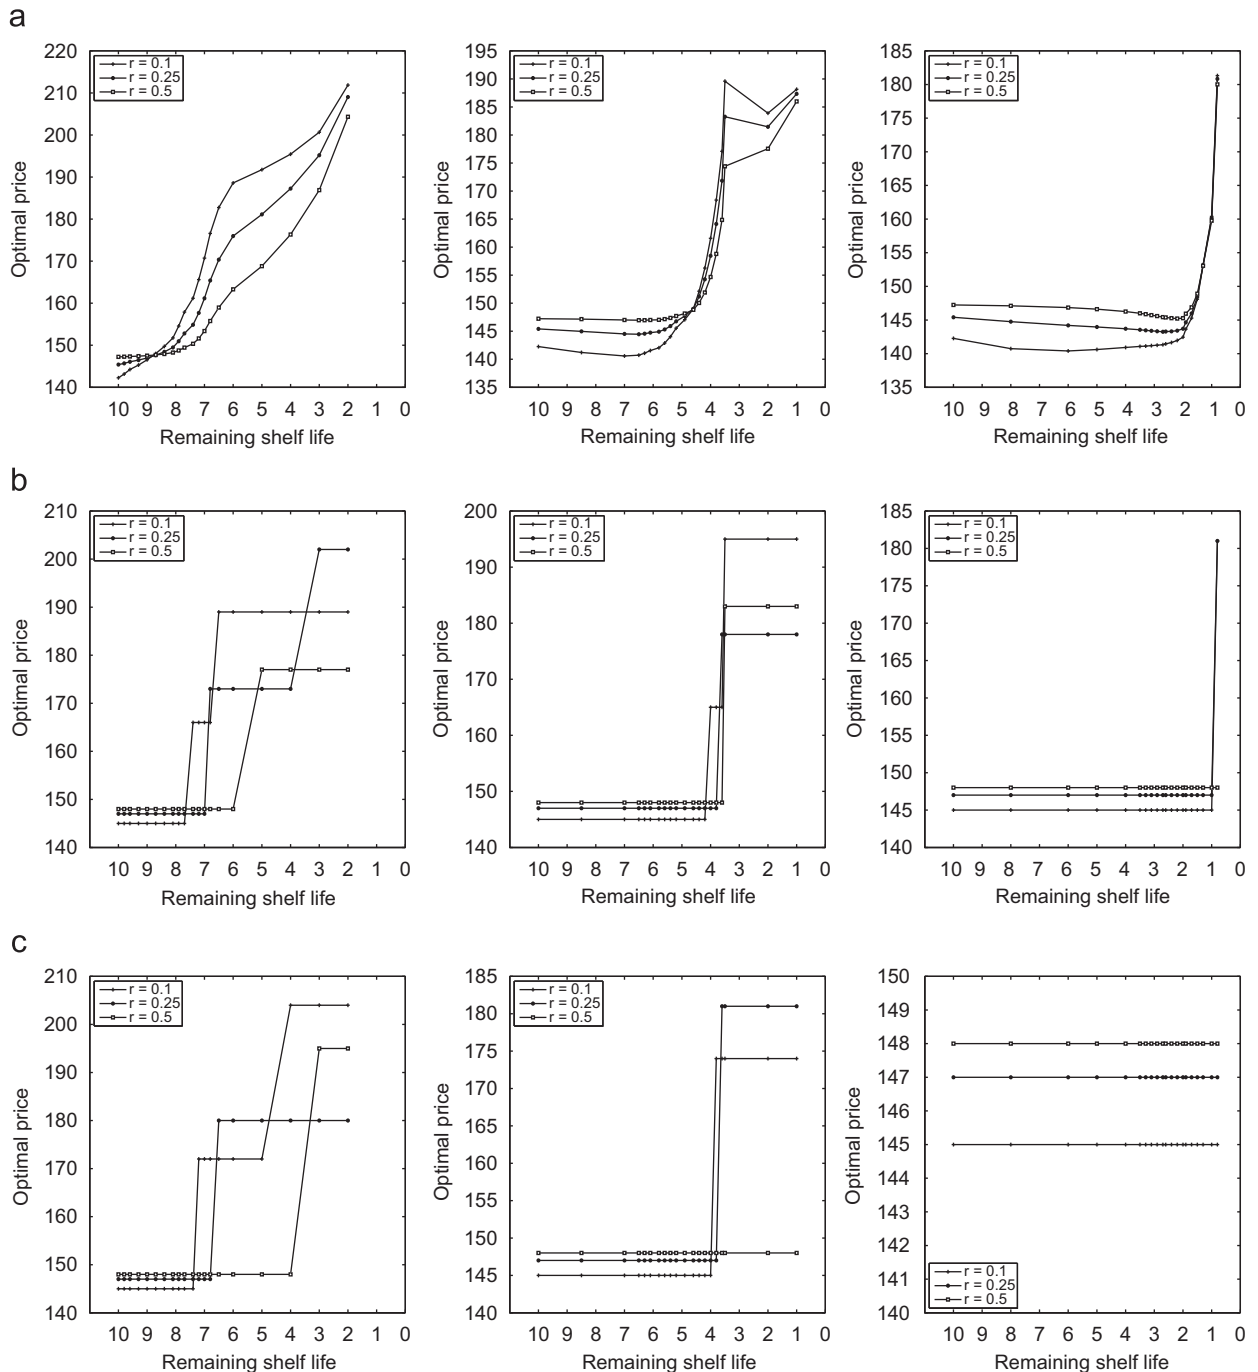 a
220
210
200
190
180
170
160
150
140
Optimal price
r = 0.1
r = 0.25
r = 0.5
10 9 8 7 6 5 4 3 2 1 0
Remaining shelf life
195
190
185
180
175
170
165
160
155
150
145
140
135
Optimal price
r = 0.1
r = 0.25
r = 0.5
10 9 8 7 6 5 4 3 2 1 0
Remaining shelf life
185
180
175
170
165
160
155
150
145
140
135
Optimal price
r = 0.1
r = 0.25
r = 0.5
10 9 8 7 6 5 4 3 2 1 0
Remaining shelf life
b
210
200
190
180
170
160
150
140
Optimal price
r = 0.1
r = 0.25
r = 0.5
10 9 8 7 6 5 4 3 2 1 0
Remaining shelf life
200
190
180
170
160
150
140
Optimal price
r = 0.1
r = 0.25
r = 0.5
10 9 8 7 6 5 4 3 2 1 0
Remaining shelf life
185
180
175
170
165
160
155
150
145
140
Optimal price
r = 0.1
r = 0.25
r = 0.5
10 9 8 7 6 5 4 3 2 1 0
Remaining shelf life
c
210
200
190
180
170
160
150
140
Optimal price
r = 0.1
r = 0.25
r = 0.5
10 9 8 7 6 5 4 3 2 1 0
Remaining shelf life
185
180
175
170
165
160
155
150
145
140
Optimal price
r = 0.1
r = 0.25
r = 0.5
10 9 8 7 6 5 4 3 2 1 0
Remaining shelf life
150
149
148
147
146
145
144
143
142
141
140
Optimal price
r = 0.1
r = 0.25
r = 0.5
10 9 8 7 6 5 4 3 2 1 0
Remaining shelf life